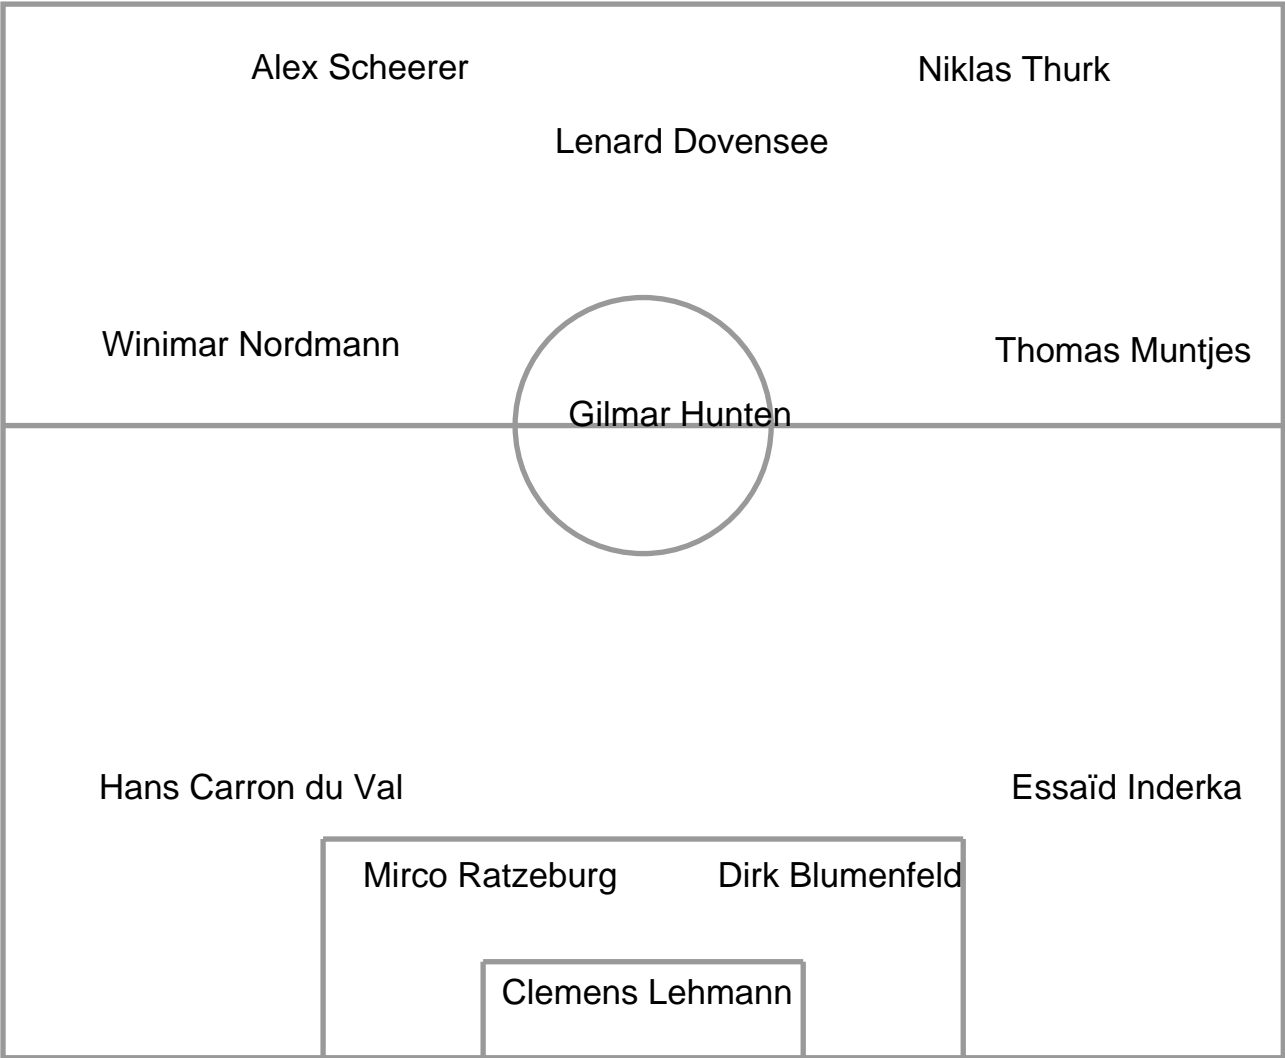 Alex Scheerer
Niklas Thurk
Lenard Dovensee
Winimar Nordmann
Thomas Muntjes
Gilmar Hunten
Hans Carron du Val
Essaïd Inderka
Mirco Ratzeburg
Dirk Blumenfeld
Clemens Lehmann